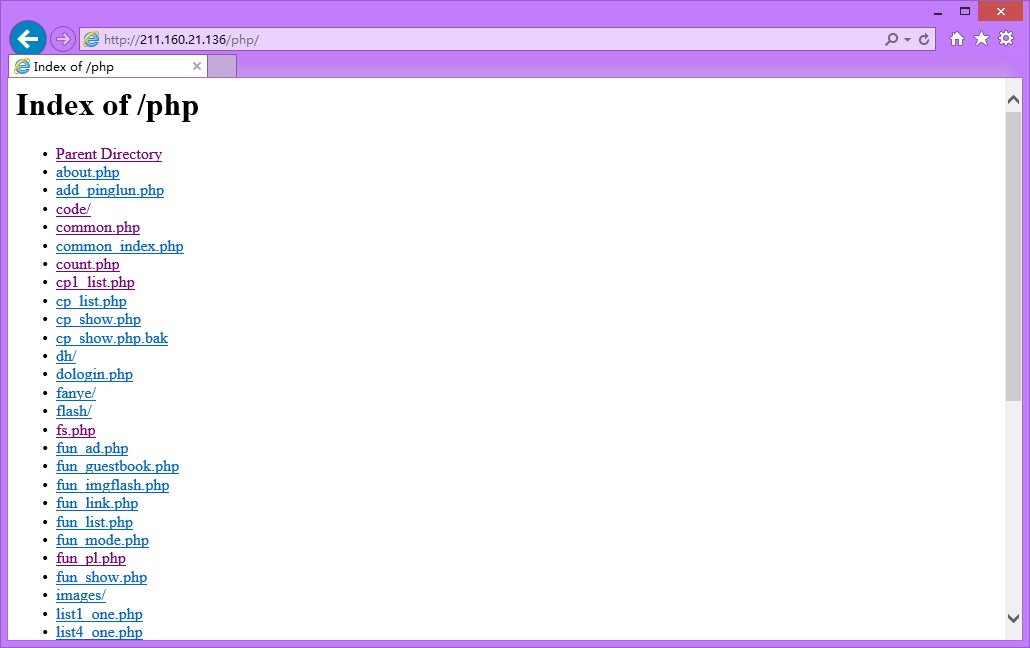 http://211.160.21.136/php/
Index of /php
Index of /php
Parent Directory
about.php
add_pinglun.php
code/
common.php
common_index.php
count.php
cp1_list.php
cp_list.php
cp_show.php
cp_show.php.bak
dh/
dologin.php
fanye/
flash/
fs.php
fun_ad.php
fun_guestbook.php
fun_imgflash.php
fun_link.php
fun_list.php
fun_mode.php
fun_pl.php
fun_show.php
images/
list1_one.php
list4_one.php